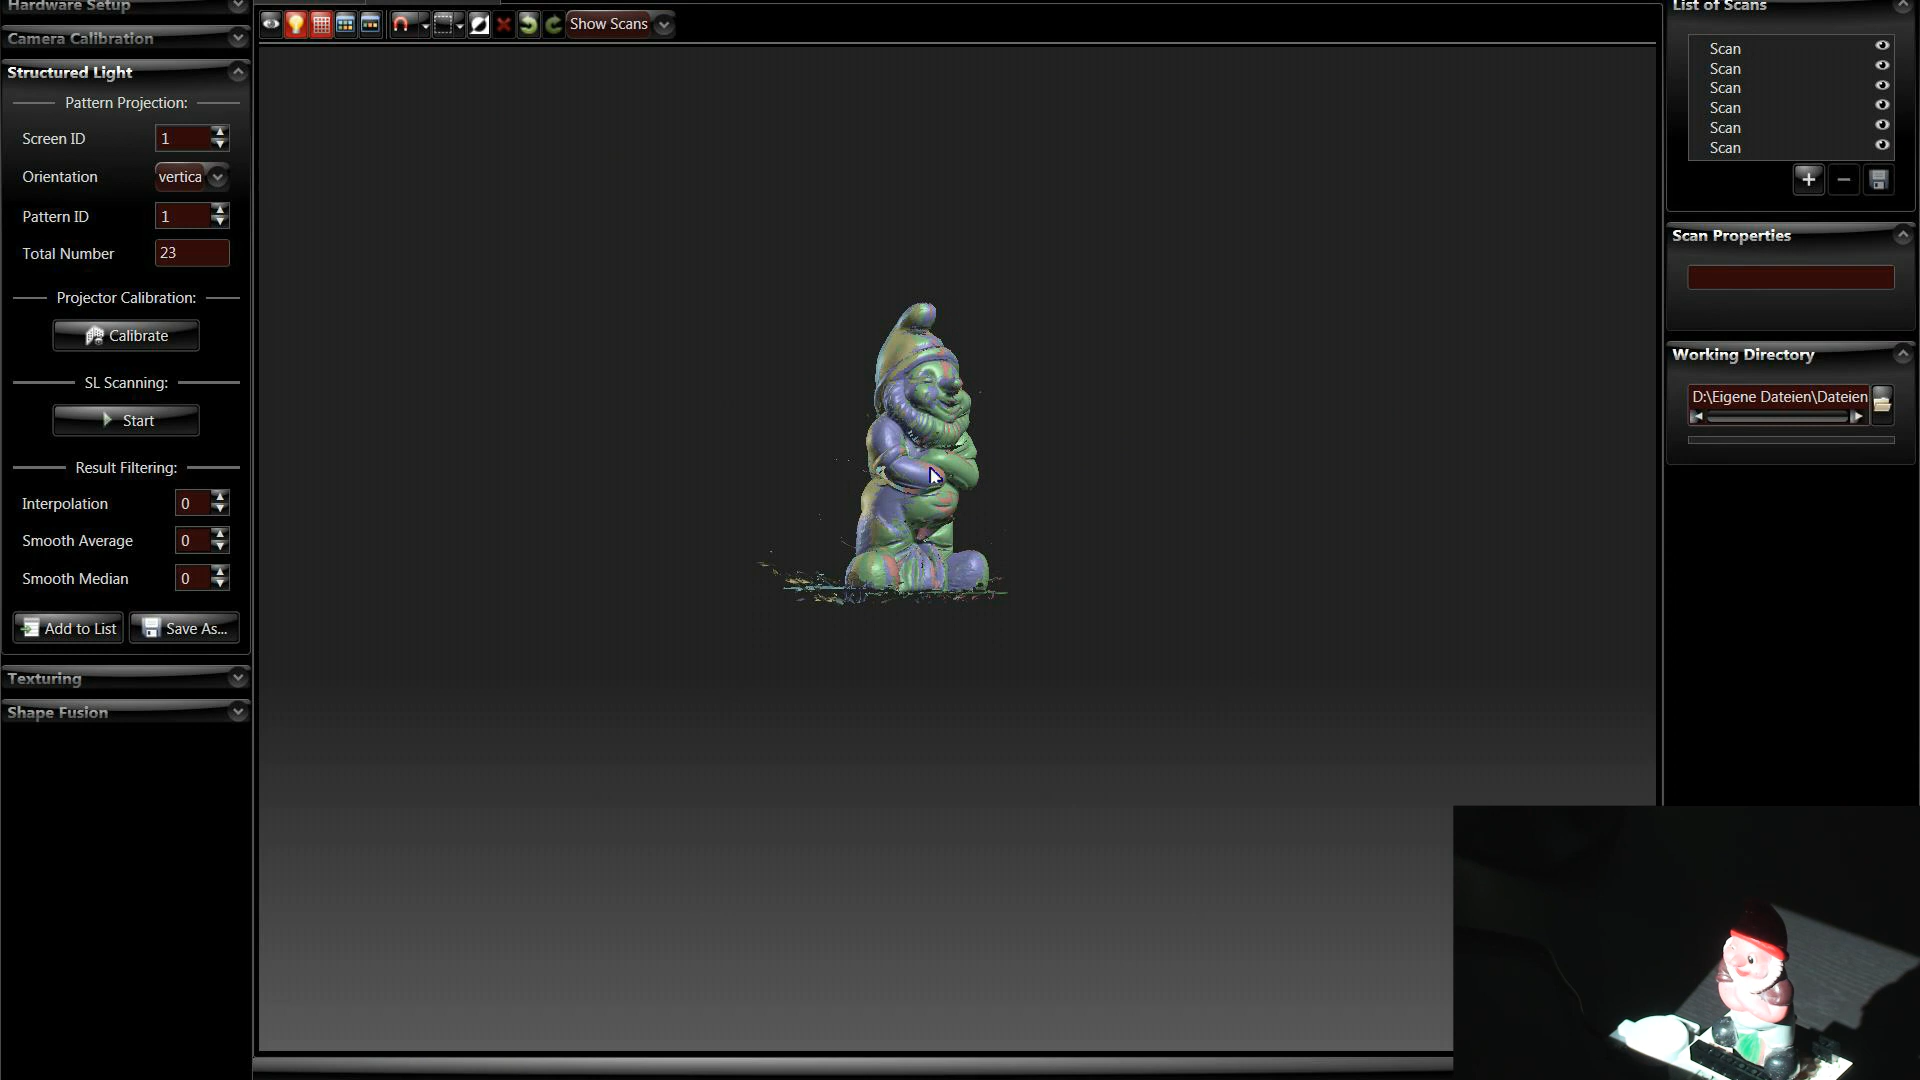 Hardware Setup
Camera Calibration
Structured Light
Pattern Projection:
Screen ID 1
Orientation vertica
Pattern ID 1
Total Number 23
Projector Calibration:
Calibrate
SL Scanning:
Start
Result Filtering:
Interpolation 0
Smooth Average 0
Smooth Median 0
Add to List Save As...
Texturing
Shape Fusion
Show Scans
List of Scans
Scan
Scan
Scan
Scan
Scan
Scan
Scan Properties
Working Directory
D:\Eigene Dateien\Dateien